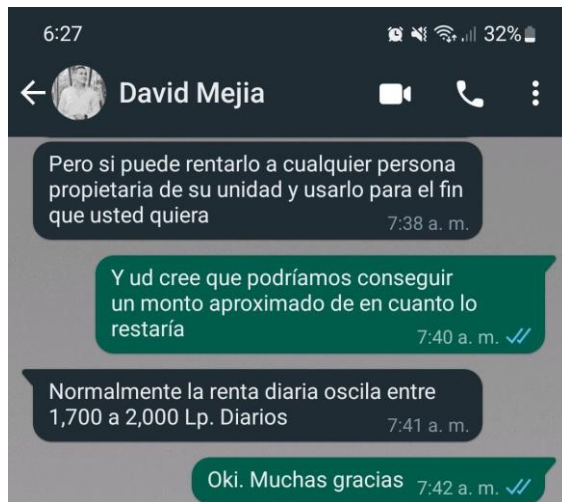 6:27 32%
David Mejia
Pero si puede rentarlo a cualquier persona
propietaria de su unidad y usarlo para el fin
que usted quiera
7:38 a. m.
Y ud cree que podríamos conseguir
un monto aproximado de en cuanto lo
restaría
7:40 a. m.
Normalmente la renta diaria oscila entre
1,700 a 2,000 Lp. Diarios
7:41 a. m.
Oki. Muchas gracias 7:42 a. m.